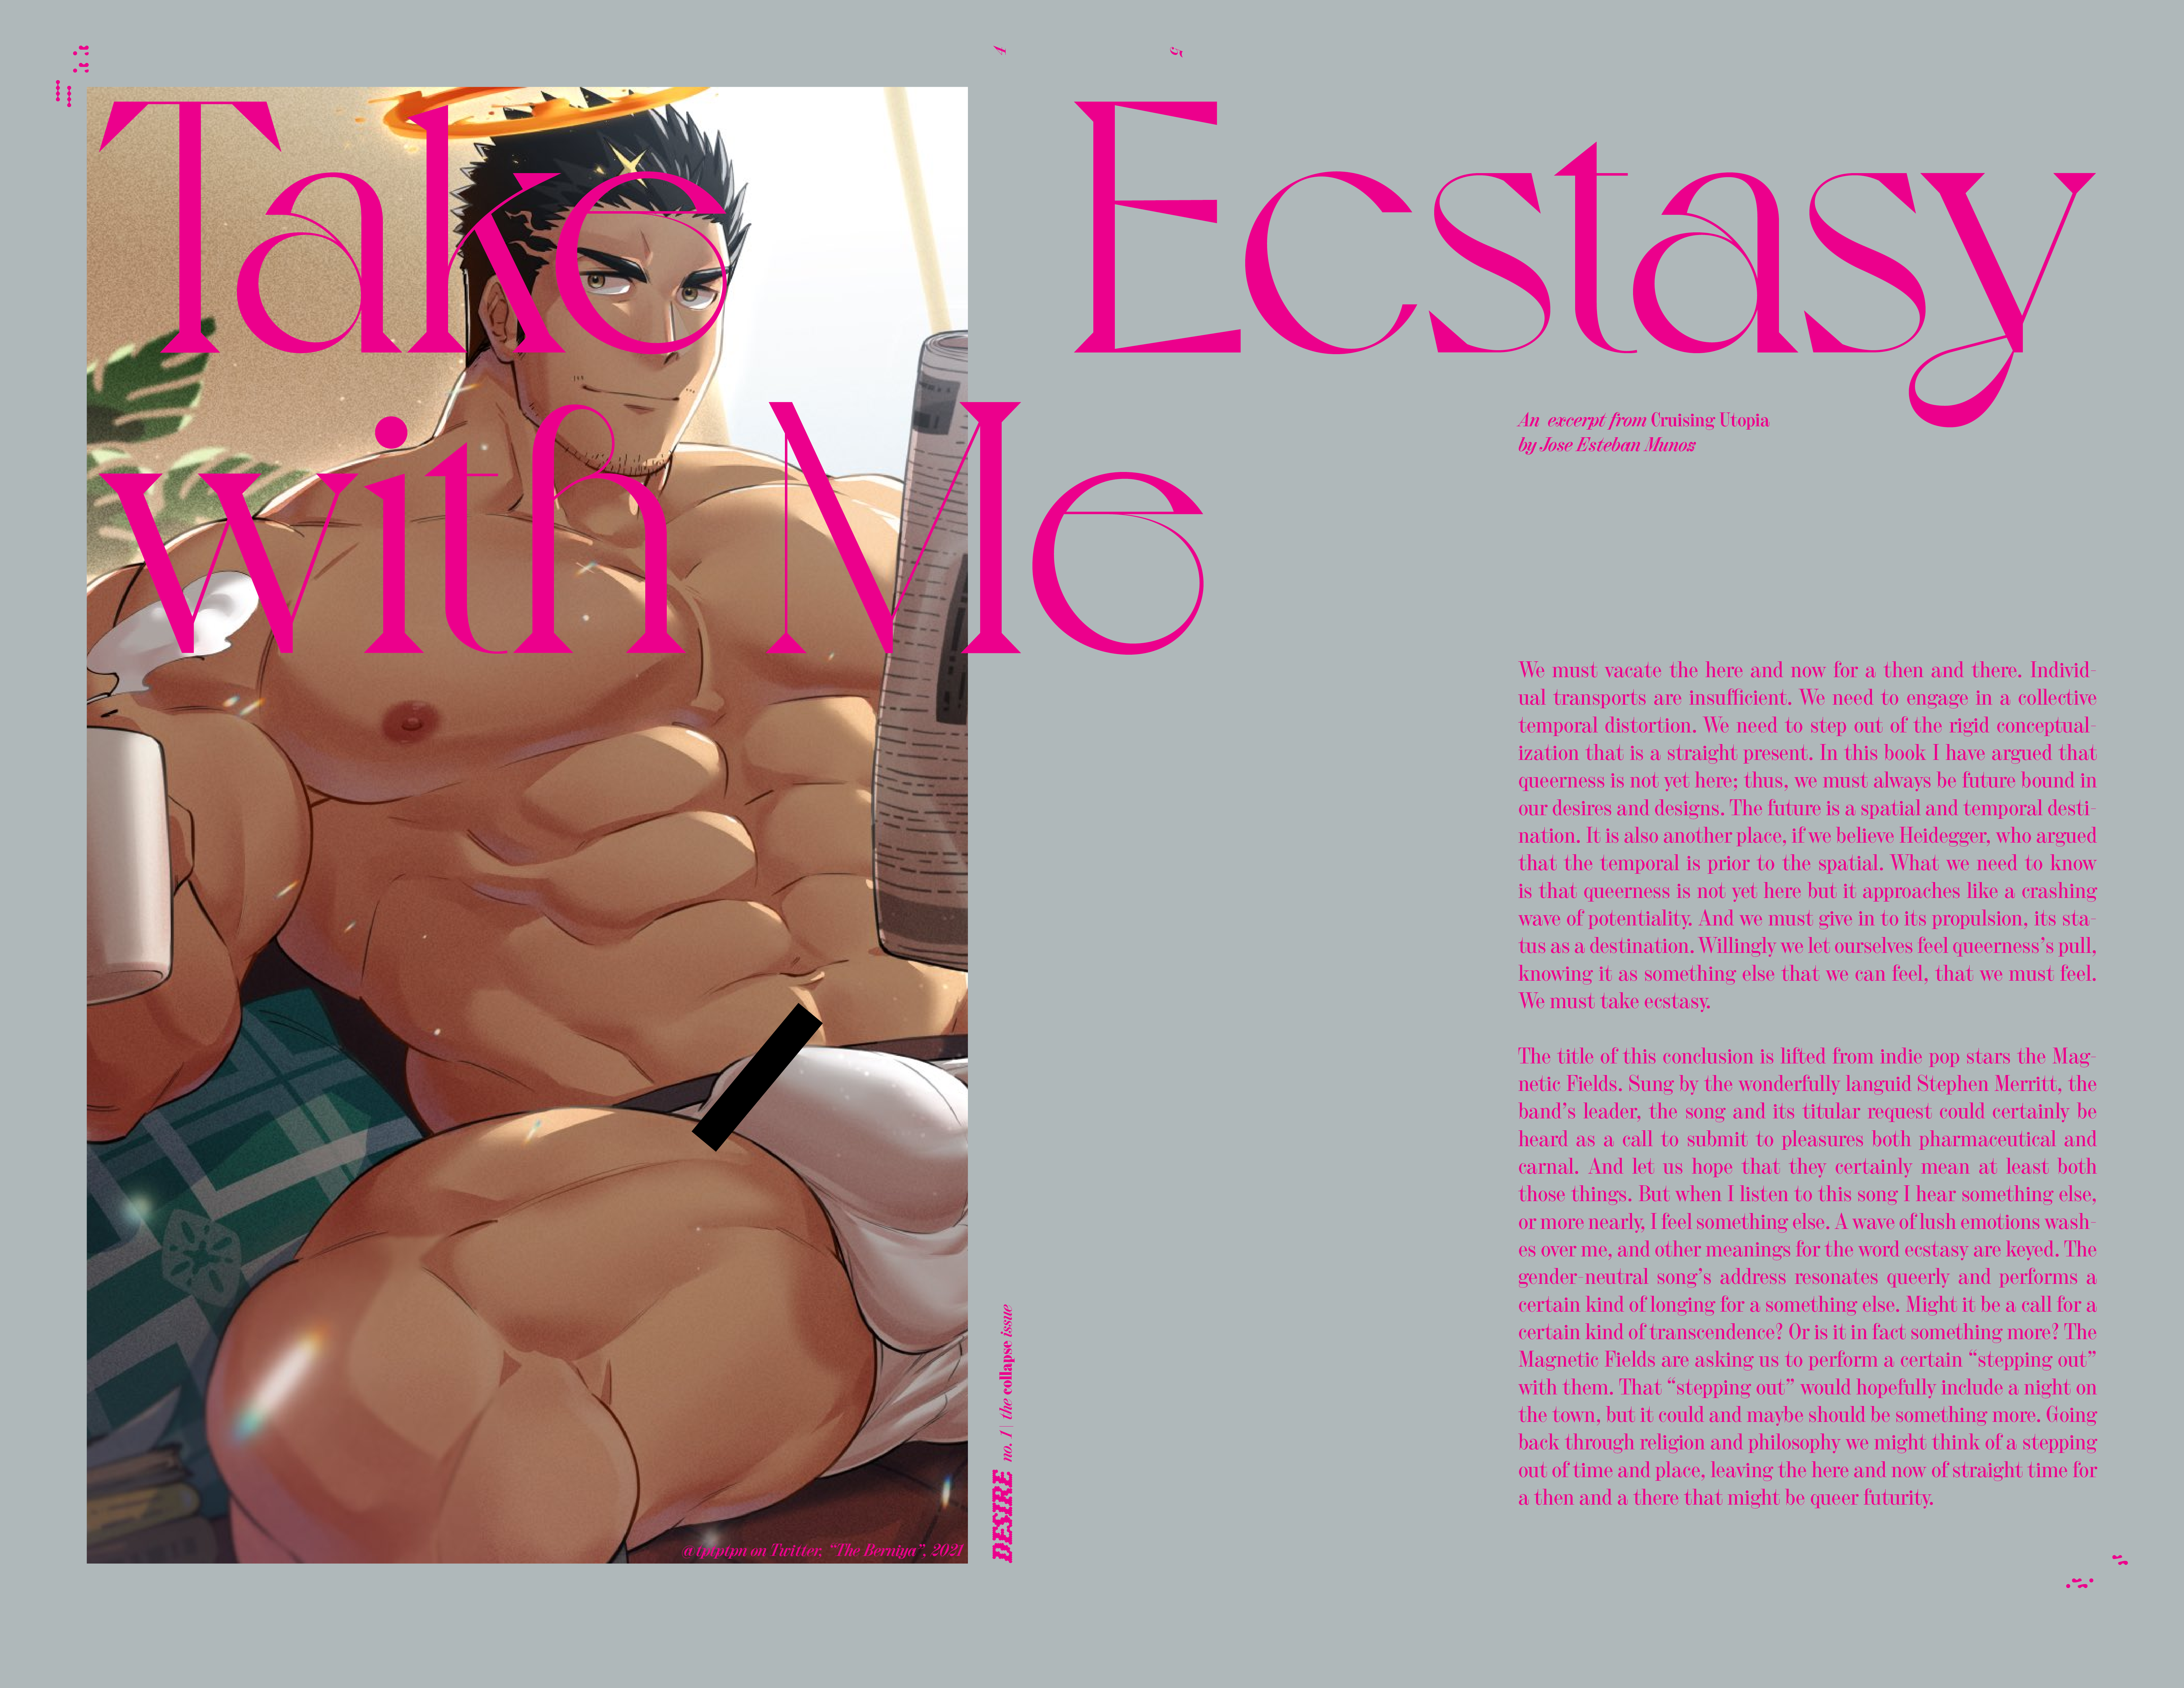 4
5
Take Ecstasy
with Me
An excerpt from Cruising Utopia
by Jose Esteban Munoz
We must vacate the here and now for a then and there. Individ-
ual transports are insufficient. We need to engage in a collective
temporal distortion. We need to step out of the rigid conceptual-
ization that is a straight present. In this book I have argued that
queerness is not yet here; thus, we must always be future bound in
our desires and designs. The future is a spatial and temporal desti-
nation. It is also another place, if we believe Heidegger, who argued
that the temporal is prior to the spatial. What we need to know
is that queerness is not yet here but it approaches like a crashing
wave of potentiality. And we must give in to its propulsion, its sta-
tus as a destination. Willingly we let ourselves feel queerness’s pull,
knowing it as something else that we can feel, that we must feel.
We must take ecstasy.
The title of this conclusion is lifted from indie pop stars the Mag-
netic Fields. Sung by the wonderfully languid Stephen Merritt, the
band’s leader, the song and its titular request could certainly be
heard as a call to submit to pleasures both pharmaceutical and
carnal. And let us hope that they certainly mean at least both
those things. But when I listen to this song I hear something else,
or more nearly, I feel something else. A wave of lush emotions wash-
es over me, and other meanings for the word ecstasy are keyed. The
gender-neutral song’s address resonates queerly and performs a
certain kind of longing for a something else. Might it be a call for a
certain kind of transcendence? Or is it in fact something more? The
Magnetic Fields are asking us to perform a certain “stepping out”
with them. That “stepping out” would hopefully include a night on
the town, but it could and maybe should be something more. Going
back through religion and philosophy we might think of a stepping
out of time and place, leaving the here and now of straight time for
a then and a there that might be queer futurity.
DESIRE no. 1 | the collapse issue
@tptptpn on Twitter, “The Berniya”, 2021